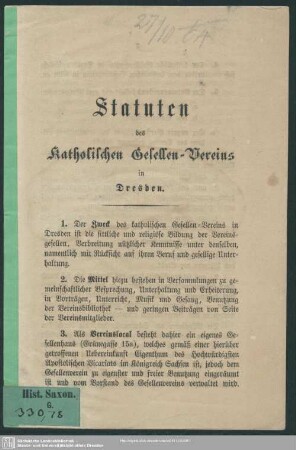 27/10
Statuten
des
Katholischen Gesellen-Vereins
in
Dresden.
1. Der Zweck des katholischen Gesellen-Vereins in
Dresden ist die sittliche und religiöse Bildung der Vereins-
gesellen, Verbreitung nützlicher Kenntnisse unter denselben,
namentlich mit Rücksicht auf ihren Beruf und gesellige Unter-
haltung.
2. Die Mittel hiezu bestehen in Versammlungen zu ge-
meinschaftlicher Besprechung, Unterhaltung und Erheiterung,
in Vorträgen, Unterricht, Musik und Gesang, Benutzung
der Vereinsbibliothek — und geringen Beiträgen von Seite
der Vereinsmitglieder.
3. Als Vereinslocal besteht dahier ein eigenes Ge-
sellenhaus (Grünegasse 15), welches gemäß einer hierüber
getroffenen Uebereinkunft Eigenthum des Hochwürdigsten
Apostolischen Vicariats im Königreich Sachsen ist, jedoch dem
Gesellenverein zu eigenster und freier Benutzung eingeräumt
ist und vom Vorstand des Gesellenvereins verwaltet wird.
Hist. Saxon.
G.
330,78